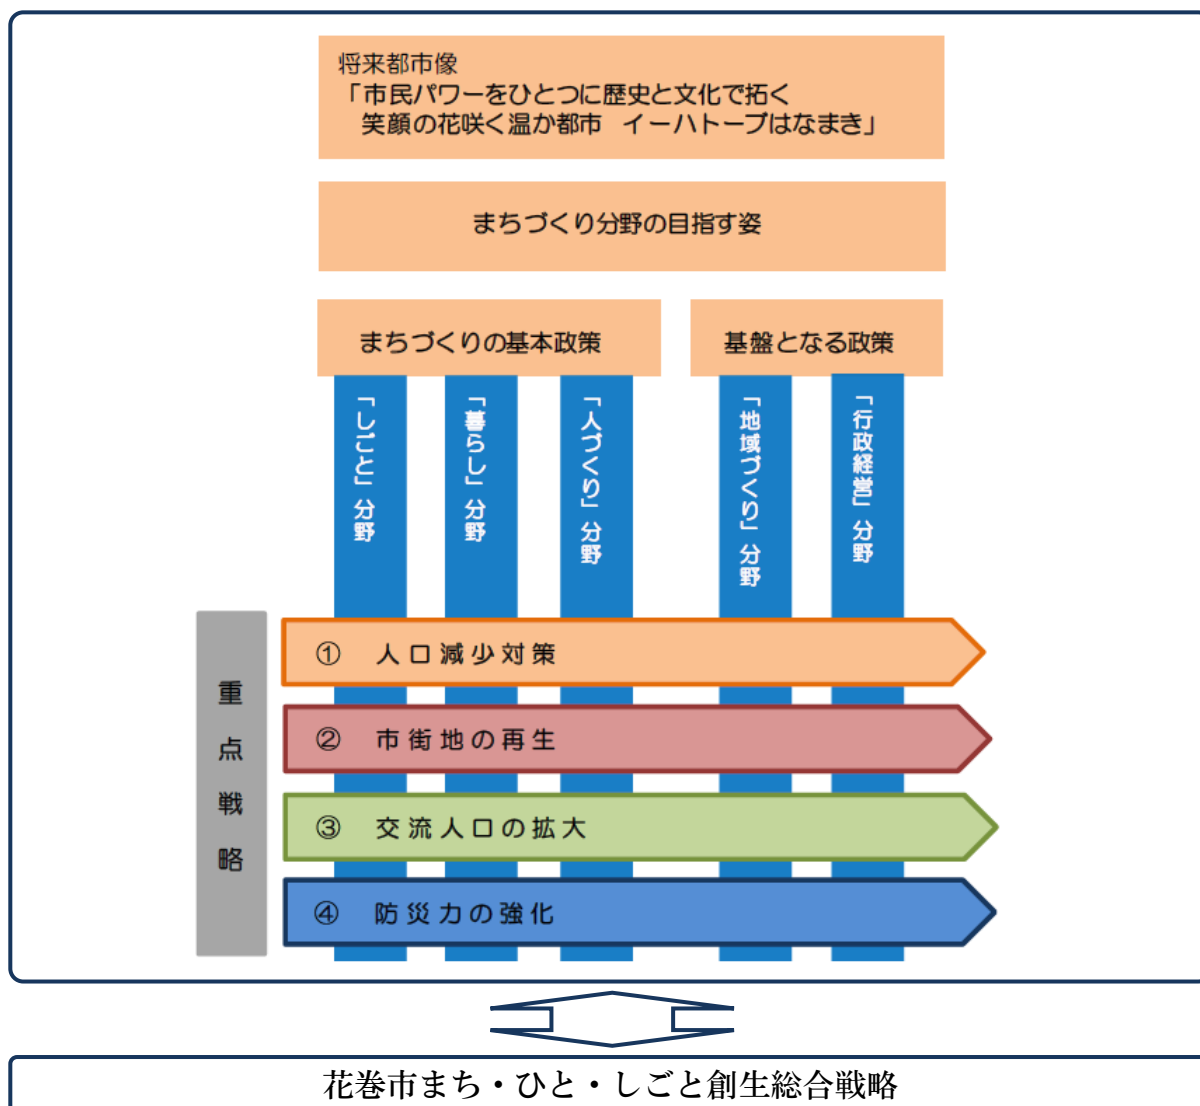 将来都市像
「市民パワーをひとつに歴史と文化で拓く
笑顔の花咲く温か都市　イーハトーブはなまき」
まちづくり分野の目指す姿
まちづくりの基本政策
基盤となる政策
「しごと」分野
「暮らし」分野
「人づくり」分野
「地域づくり」分野
「行政経営」分野
重点戦略
① 人口減少対策
② 市街地の再生
③ 交流人口の拡大
④ 防災力の強化
花巻市まち・ひと・しごと創生総合戦略